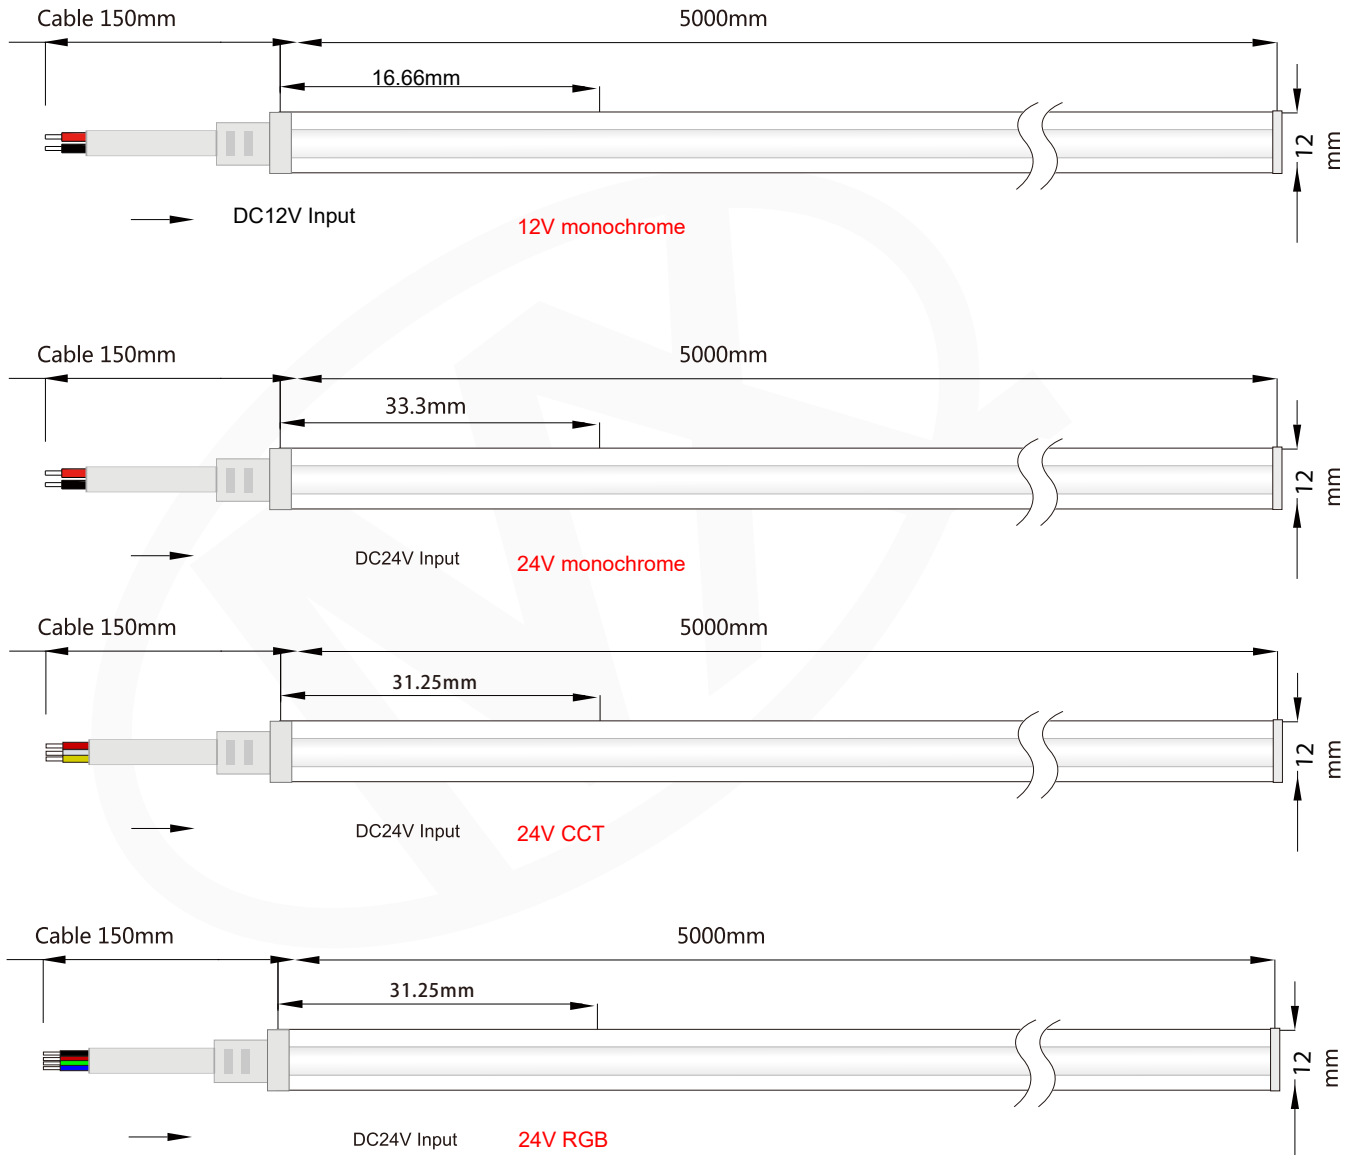 Cable 150mm 5000mm
16.66mm
12 mm
DC12V Input 12V monochrome
Cable 150mm 5000mm
33.3mm
12 mm
DC24V Input 24V monochrome
Cable 150mm 5000mm
31.25mm
12 mm
DC24V Input 24V CCT
Cable 150mm 5000mm
31.25mm
12 mm
DC24V Input 24V RGB